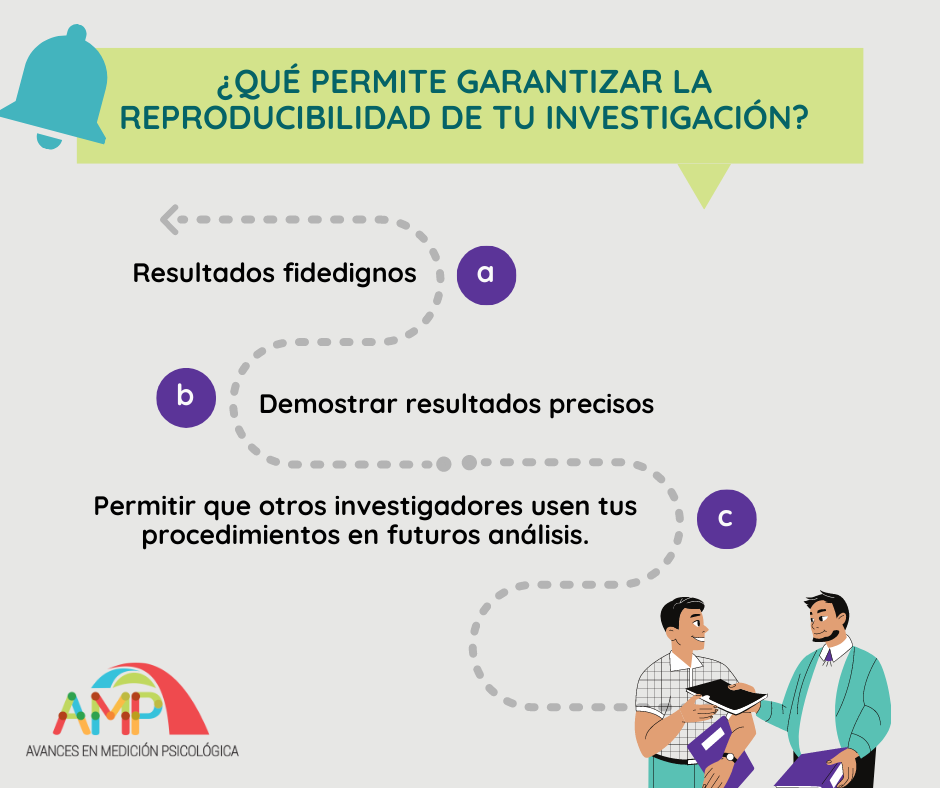 ¿QUÉ PERMITE GARANTIZAR LA
REPRODUCIBILIDAD DE TU INVESTIGACIÓN?
Resultados fidedignos
a
b
Demostrar resultados precisos
Permitir que otros investigadores usen tus
procedimientos en futuros análisis.
c
AMP
AVANCES EN MEDICIÓN PSICOLÓGICA